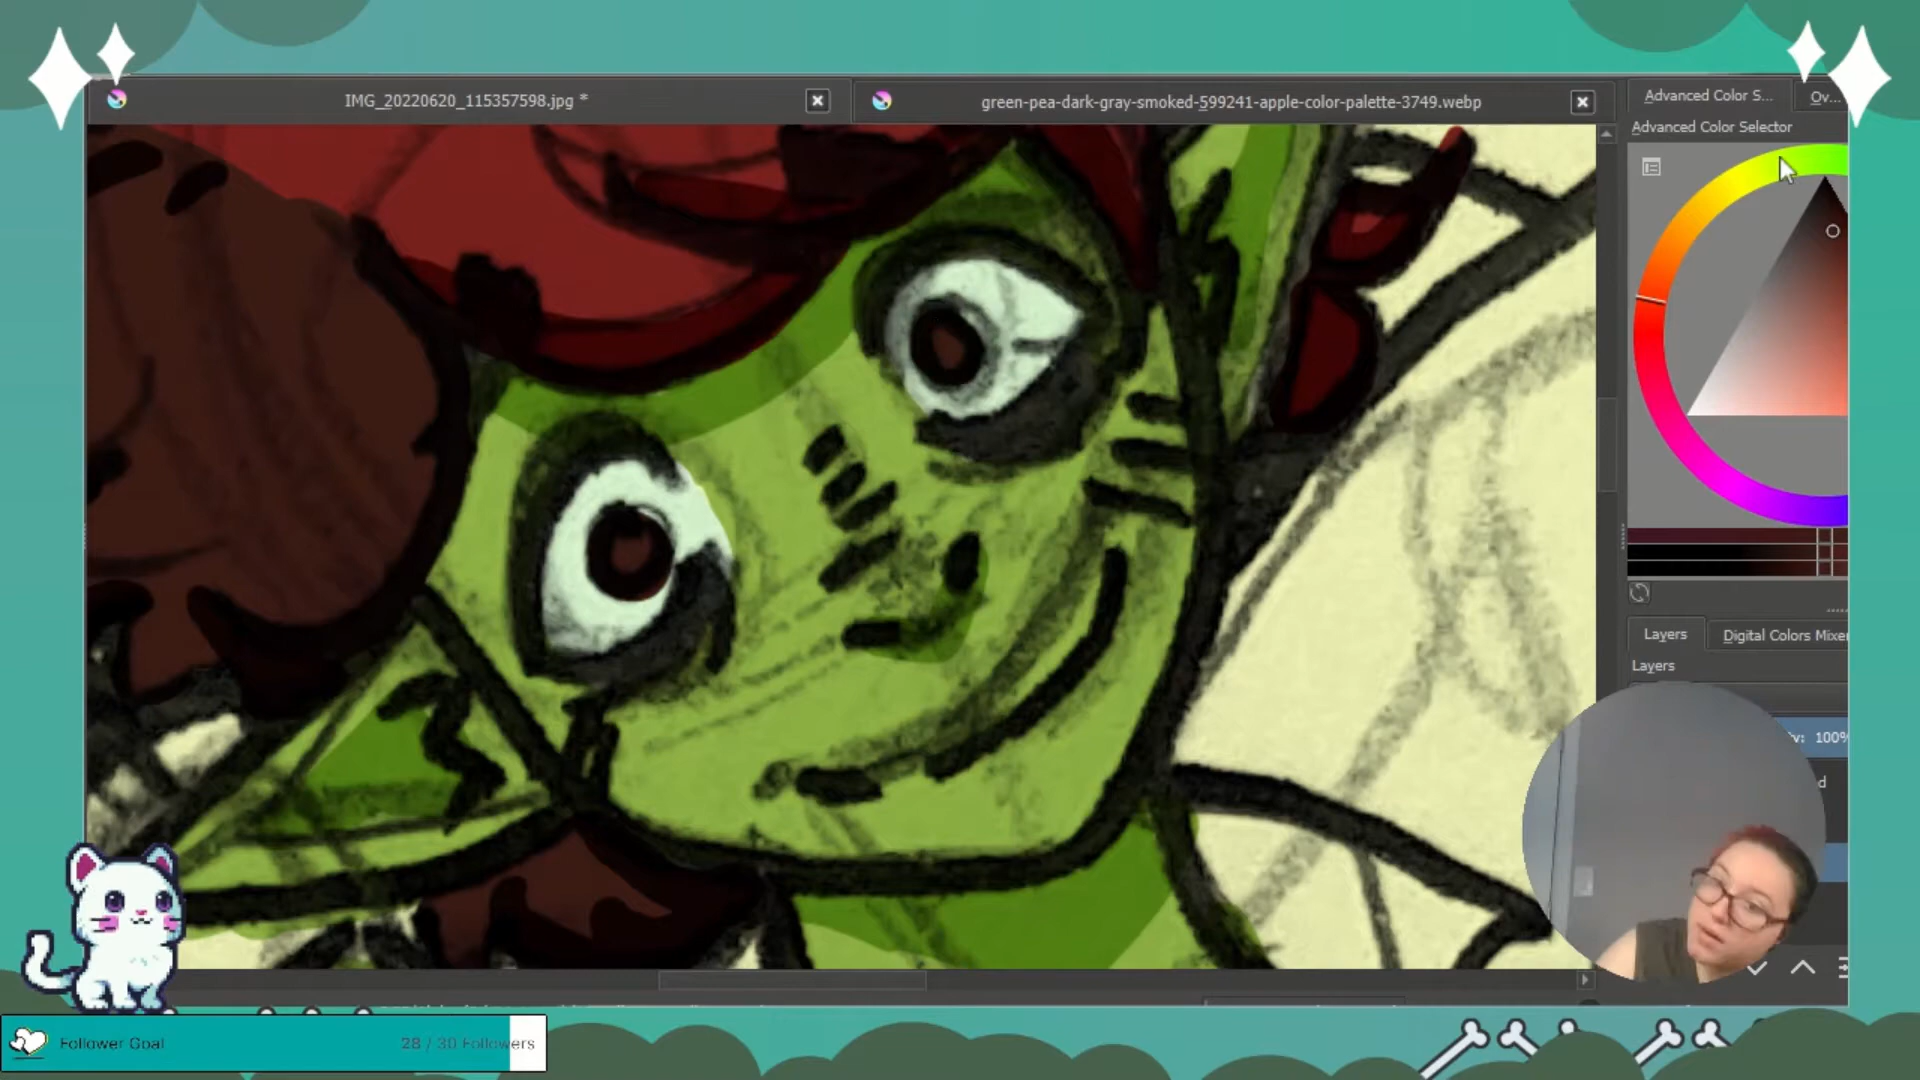 IMG_20220620_115357598.jpg *
green-pea-dark-gray-smoked-599241-apple-color-palette-3749.webp
Advanced Color S...
Ov...
Advanced Color Selector
Layers
Digital Colors Mixe
Layers
100%
d
Follower Goal
28 / 30 Followers